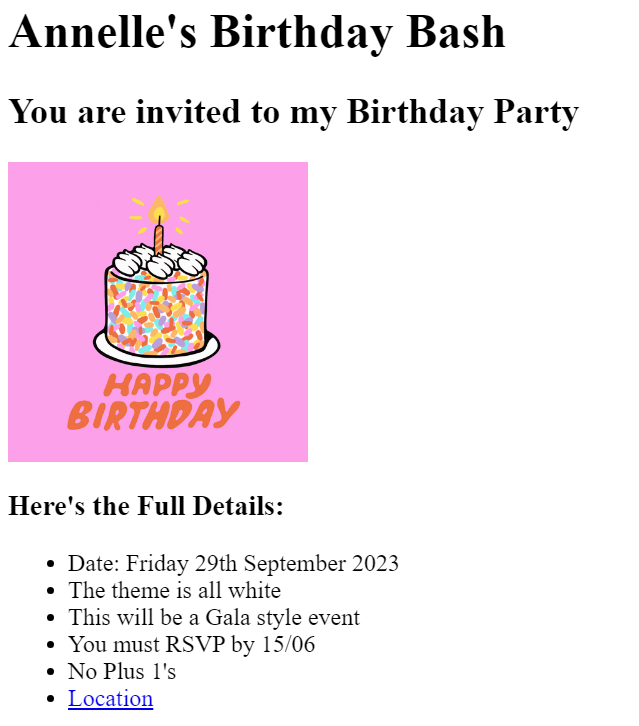 Annelle's Birthday Bash
You are invited to my Birthday Party
HAPPY
BIRTHDAY
Here's the Full Details:
Date: Friday 29th September 2023
The theme is all white
This will be a Gala style event
You must RSVP by 15/06
No Plus 1's
Location